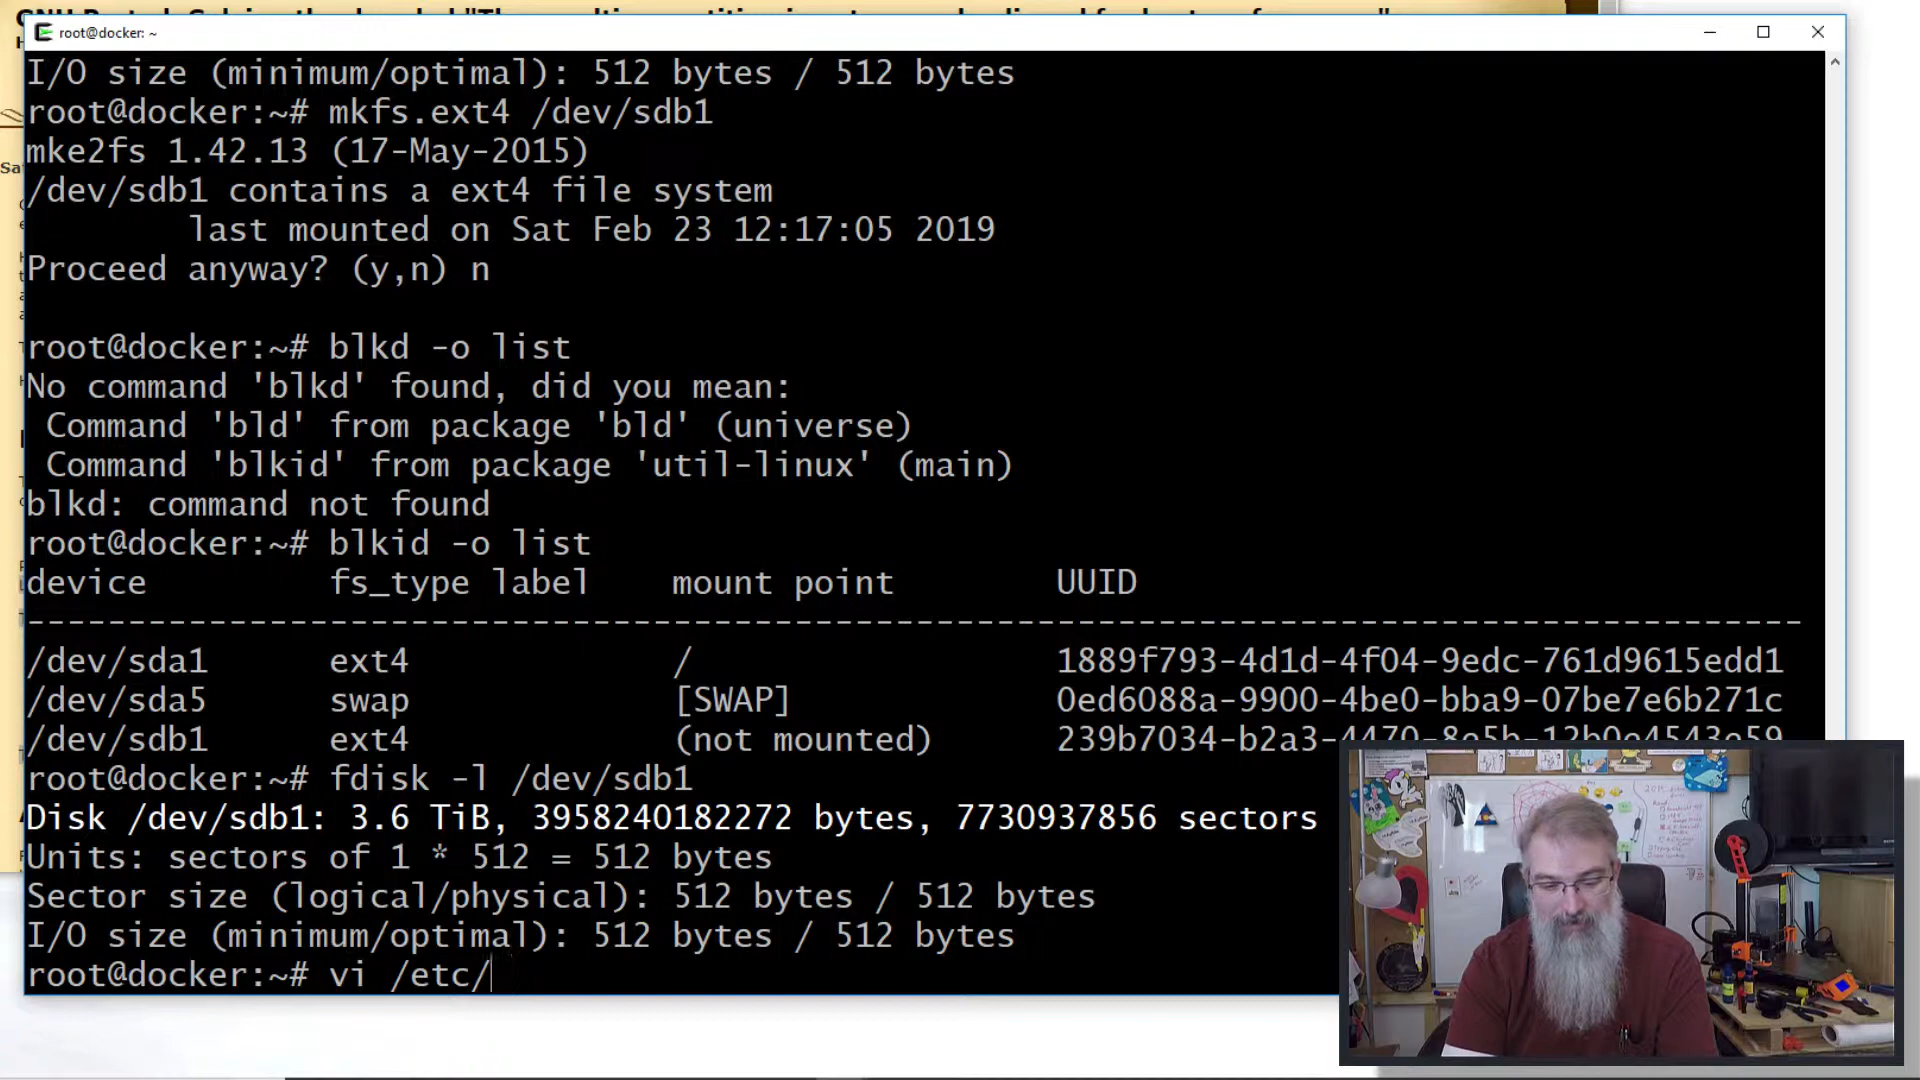 root@docker: ~
I/O size (minimum/optimal): 512 bytes / 512 bytes
root@docker:~# mkfs.ext4 /dev/sdb1
mke2fs 1.42.13 (17-May-2015)
/dev/sdb1 contains a ext4 file system
last mounted on Sat Feb 23 12:17:05 2019
Proceed anyway? (y,n) n
root@docker:~# blkd -o list
No command 'blkd' found, did you mean:
Command 'bld' from package 'bld' (universe)
Command 'blkid' from package 'util-linux' (main)
blkd: command not found
root@docker:~# blkid -o list
device fs_type label mount point UUID
--------------------------------------------------------------------------------
/dev/sda1 ext4 / 1889f793-4d1d-4f04-9edc-761d9615edd1
/dev/sda5 swap [SWAP] 0ed6088a-9900-4be0-bba9-07be7e6b271c
/dev/sdb1 ext4 (not mounted) 239b7034-b2a3-4470-8e5b-12b0e4543e59
root@docker:~# fdisk -l /dev/sdb1
Disk /dev/sdb1: 3.6 TiB, 3958240182272 bytes, 7730937856 sectors
Units: sectors of 1 * 512 = 512 bytes
Sector size (logical/physical): 512 bytes / 512 bytes
I/O size (minimum/optimal): 512 bytes / 512 bytes
root@docker:~# vi /etc/